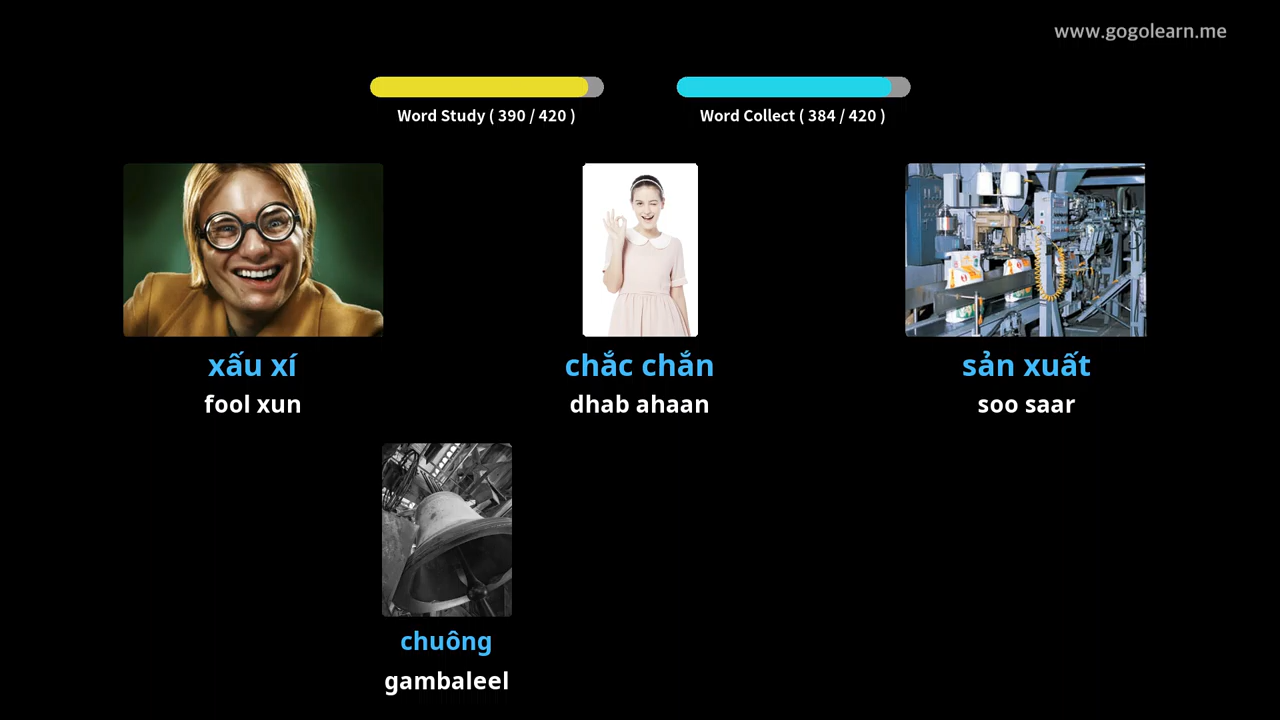 www.gogolearn.me
Word Study ( 390 / 420 )
Word Collect ( 384 / 420 )
xấu xí
chắc chắn
sản xuất
fool xun
dhab ahaan
soo saar
chuông
gambaleel